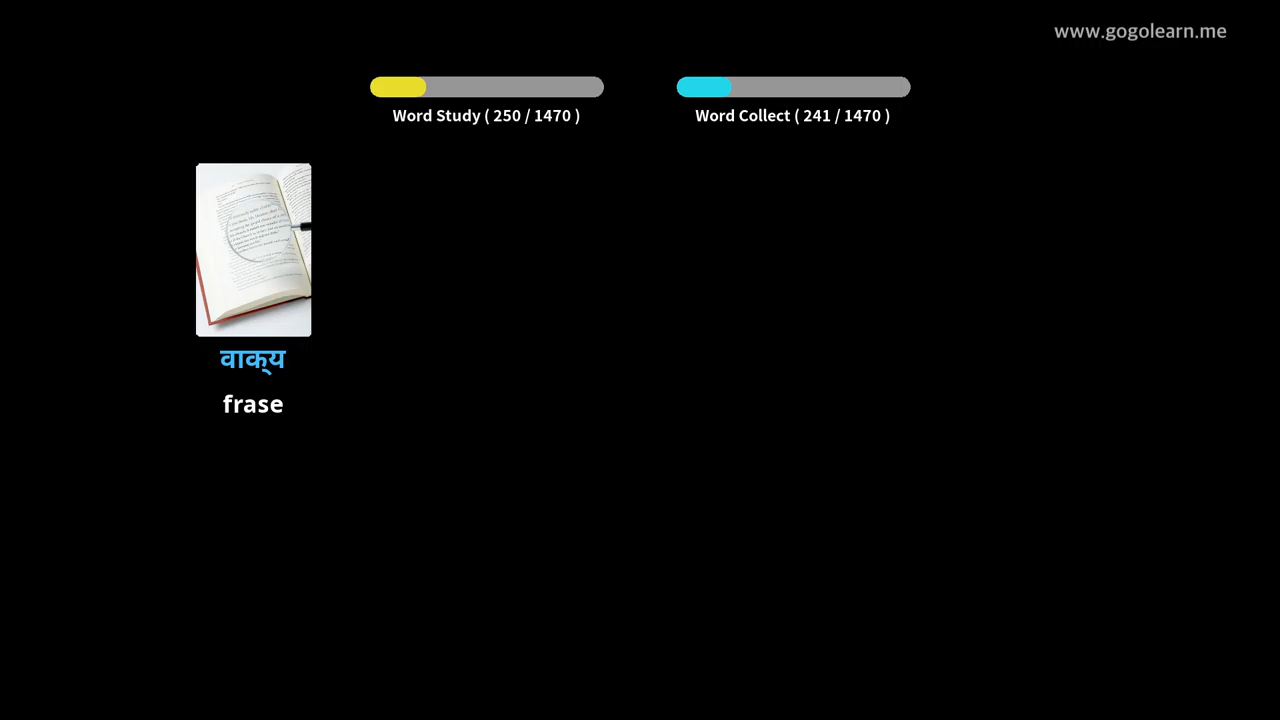 www.gogolearn.me
Word Study ( 250 / 1470 )
Word Collect ( 241 / 1470 )
वाक्य
frase